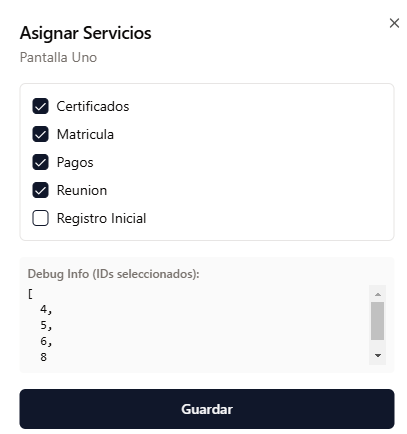 Asignar Servicios
Pantalla Uno
Certificados
Matricula
Pagos
Reunion
Registro Inicial
Debug Info (IDs seleccionados):
[
  4,
  5,
  6,
  8
Guardar